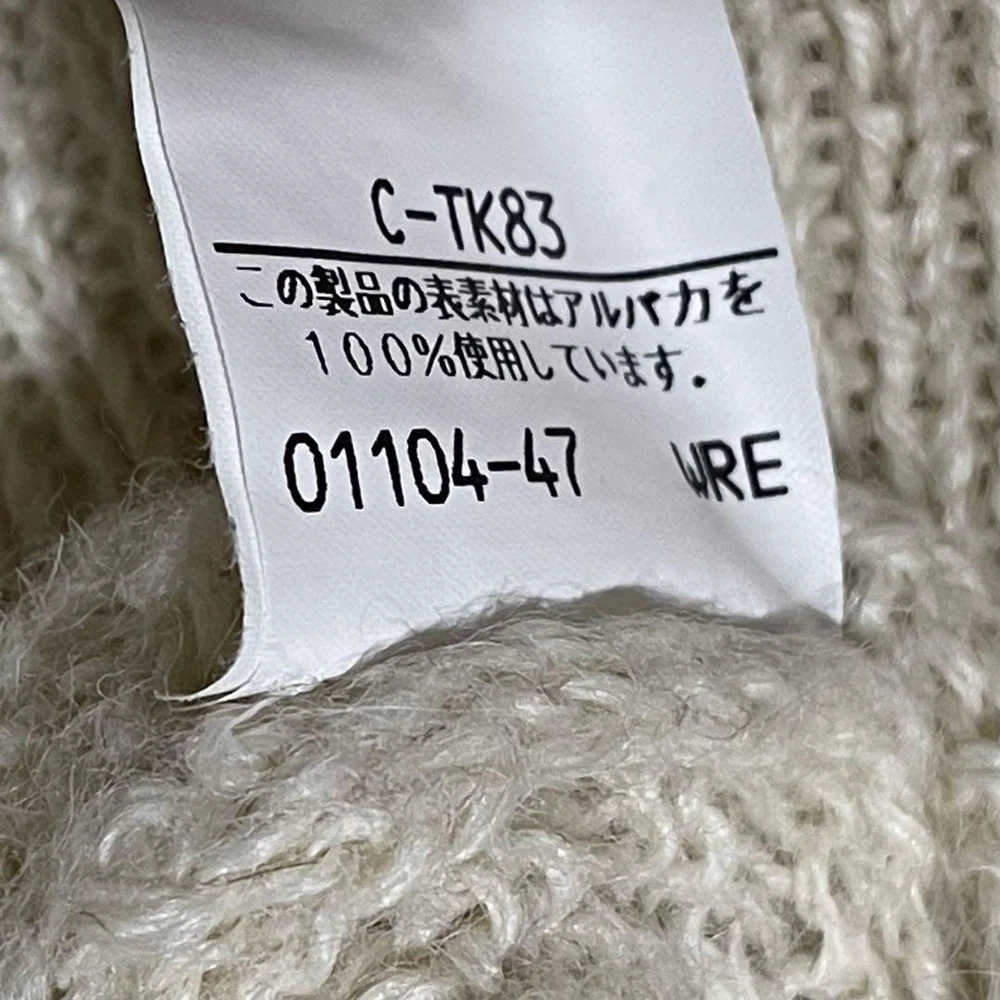 C-TK83
この製品の表素材はアルパカを
１００％使用しています．
01104-47 WRE